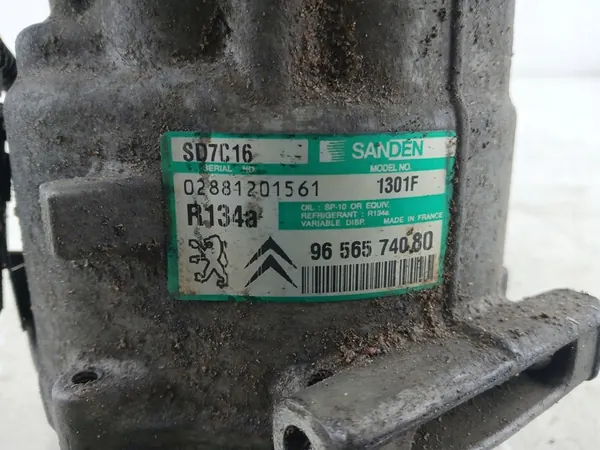 SD7C16 SANDEN
SERIAL NO. MODEL NO.
02881201561 1301F
R134a
OIL : SP-10 OR EQUIV.
REFRIGERANT : R134a
VARIABLE DISP. MADE IN FRANCE
96 565 740.80